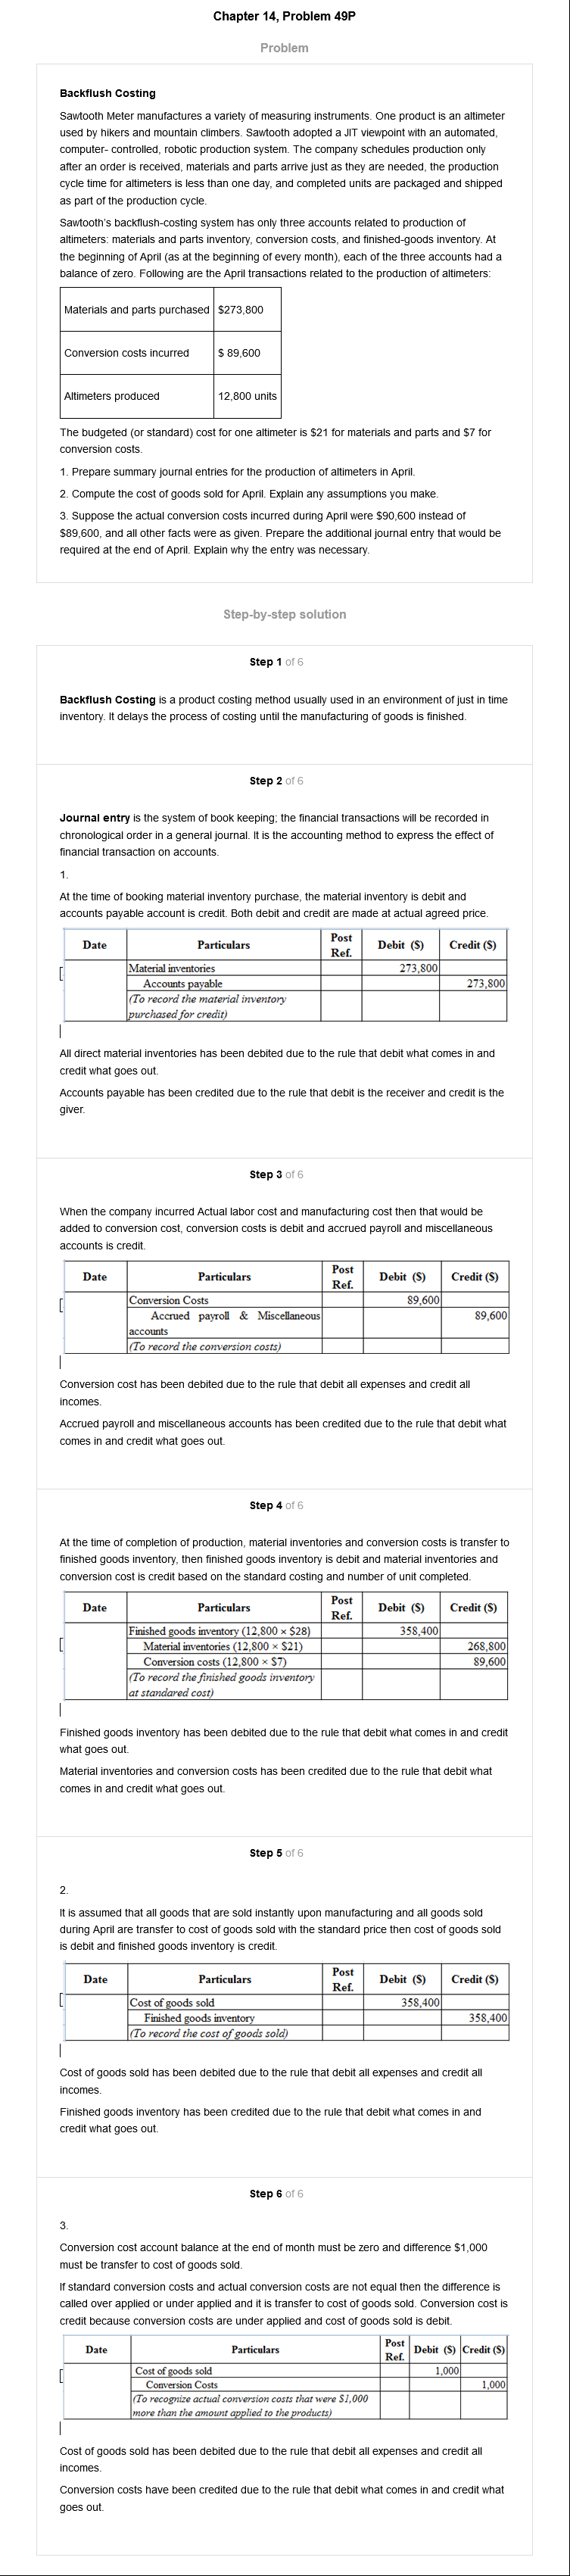 Chapter 14, Problem 49P
Problem
Backflush Costing
Sawtooth Meter manufactures a variety of measuring instruments. One product is an altimeter
used by hikers and mountain climbers. Sawtooth adopted a JIT viewpoint with an automated,
computer- controlled, robotic production system. The company schedules production only
after an order is received, materials and parts arrive just as they are needed, the production
cycle time for altimeters is less than one day, and completed units are packaged and shipped
as part of the production cycle.
Sawtooth's backflush-costing system has only three accounts related to production of
altimeters: materials and parts inventory, conversion costs, and finished-goods inventory. At
the beginning of April (as at the beginning of every month), each of the three accounts had a
balance of zero. Following are the April transactions related to the production of altimeters:
Materials and parts purchased $273,800
Conversion costs incurred $ 89,600
Altimeters produced 12,800 units
The budgeted (or standard) cost for one altimeter is $21 for materials and parts and $7 for
conversion costs.
1. Prepare summary journal entries for the production of altimeters in April.
2. Compute the cost of goods sold for April. Explain any assumptions you make.
3. Suppose the actual conversion costs incurred during April were $90,600 instead of
$89,600, and all other facts were as given. Prepare the additional journal entry that would be
required at the end of April. Explain why the entry was necessary.
Step-by-step solution
Step 1 of 6
Backflush Costing is a product costing method usually used in an environment of just in time
inventory. It delays the process of costing until the manufacturing of goods is finished.
Step 2 of 6
Journal entry is the system of book keeping; the financial transactions will be recorded in
chronological order in a general journal. It is the accounting method to express the effect of
financial transaction on accounts.
1.
At the time of booking material inventory purchase, the material inventory is debit and
accounts payable account is credit. Both debit and credit are made at actual agreed price.
Date Particulars Post Ref. Debit ($) Credit ($)
Material inventories 273,800
Accounts payable 273,800
(To record the material inventory
purchased for credit)
All direct material inventories has been debited due to the rule that debit what comes in and
credit what goes out.
Accounts payable has been credited due to the rule that debit is the receiver and credit is the
giver.
Step 3 of 6
When the company incurred Actual labor cost and manufacturing cost then that would be
added to conversion cost, conversion costs is debit and accrued payroll and miscellaneous
accounts is credit.
Date Particulars Post Ref. Debit ($) Credit ($)
Conversion Costs 89,600
Accrued payroll & Miscellaneous 89,600
accounts
(To record the conversion costs)
Conversion cost has been debited due to the rule that debit all expenses and credit all
incomes.
Accrued payroll and miscellaneous accounts has been credited due to the rule that debit what
comes in and credit what goes out.
Step 4 of 6
At the time of completion of production, material inventories and conversion costs is transfer to
finished goods inventory, then finished goods inventory is debit and material inventories and
conversion cost is credit based on the standard costing and number of unit completed.
Date Particulars Post Ref. Debit ($) Credit ($)
Finished goods inventory (12,800 × $28) 358,400
Material inventories (12,800 × $21) 268,800
Conversion costs (12,800 × $7) 89,600
(To record the finished goods inventory
at standared cost)
Finished goods inventory has been debited due to the rule that debit what comes in and credit
what goes out.
Material inventories and conversion costs has been credited due to the rule that debit what
comes in and credit what goes out.
Step 5 of 6
2.
It is assumed that all goods that are sold instantly upon manufacturing and all goods sold
during April are transfer to cost of goods sold with the standard price then cost of goods sold
is debit and finished goods inventory is credit.
Date Particulars Post Ref. Debit ($) Credit ($)
Cost of goods sold 358,400
Finished goods inventory 358,400
(To record the cost of goods sold)
Cost of goods sold has been debited due to the rule that debit all expenses and credit all
incomes.
Finished goods inventory has been credited due to the rule that debit what comes in and
credit what goes out.
Step 6 of 6
3.
Conversion cost account balance at the end of month must be zero and difference $1,000
must be transfer to cost of goods sold.
If standard conversion costs and actual conversion costs are not equal then the difference is
called over applied or under applied and it is transfer to cost of goods sold. Conversion cost is
credit because conversion costs are under applied and cost of goods sold is debit.
Date Particulars Post Ref. Debit ($) Credit ($)
Cost of goods sold 1,000
Conversion Costs 1,000
(To recognize actual conversion costs that were $1,000
more than the amount applied to the products)
Cost of goods sold has been debited due to the rule that debit all expenses and credit all
incomes.
Conversion costs have been credited due to the rule that debit what comes in and credit what
goes out.